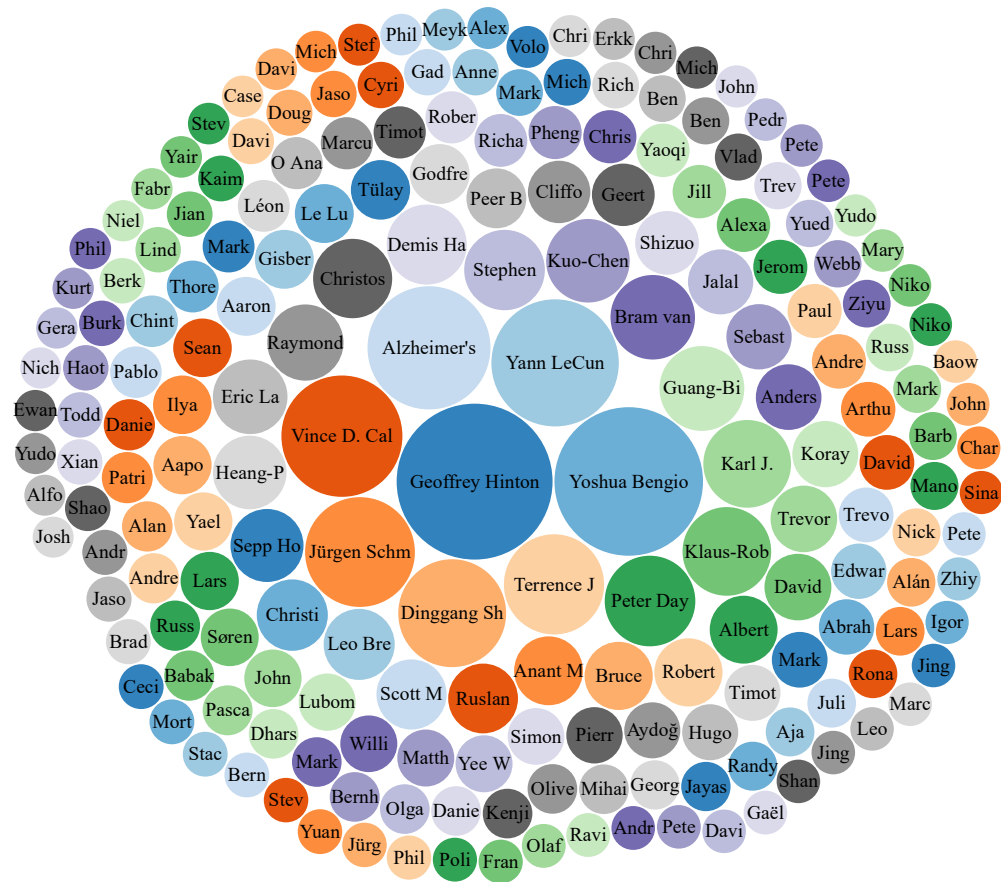 Phil
Meyk
Alex
Volo
Chri
Erkk
Chri
Mich
John
Pedr
Pete
Pete
Yudo
Mary
Niko
Niko
Baow
John
Char
Sina
Pete
Zhiy
Igor
Jing
Marc
Leo
Jing
Shan
Gaël
Davi
Pete
Andr
Ravi
Olaf
Fran
Poli
Phil
Jürg
Yuan
Stev
Bern
Stac
Mort
Ceci
Brad
Jaso
Andr
Josh
Alfo
Yudo
Ewan
Nich
Gera
Kurt
Phil
Niel
Fabr
Yair
Stev
Case
Davi
Mich
Stef
Gad
Anne
Mark
Mich
Rich
Ben
Ben
Vlad
Trev
Yued
Webb
Ziyu
Russ
Mark
Barb
Mano
Nick
Alán
Lars
Rona
Juli
Aja
Randy
Jayas
Georg
Mihai
Olive
Kenji
Danie
Olga
Bernh
Mark
Dhars
Pasca
Babak
Russ
Andre
Shao
Xian
Todd
Haot
Burk
Berk
Lind
Jian
Kaim
Davi
Doug
Jaso
Cyri
Rober
Richa
Pheng
Chris
Yaoqi
Jill
Alexa
Jerom
Paul
Andre
Arthu
David
Trevo
Edwar
Abrah
Mark
Timot
Hugo
Aydoğ
Pierr
Simon
Yee W
Matth
Willi
Lubom
John
Søren
Lars
Alan
Patri
Danie
Pablo
Chint
Thore
Mark
Léon
O Ana
Marcu
Timot
Godfre
Peer B
Cliffo
Geert
Shizuo
Jalal
Sebast
Anders
Koray
Trevor
David
Albert
Robert
Bruce
Anant M
Ruslan
Scott M
Leo Bre
Christi
Sepp Ho
Yael
Aapo
Ilya
Sean
Aaron
Gisber
Le Lu
Tülay
Demis Ha
Stephen
Kuo-Chen
Bram van
Guang-Bi
Karl J.
Klaus-Rob
Peter Day
Terrence J
Dinggang Sh
Jürgen Schm
Heang-P
Eric La
Raymond
Christos
Alzheimer's
Yann LeCun
Vince D. Cal
Geoffrey Hinton
Yoshua Bengio